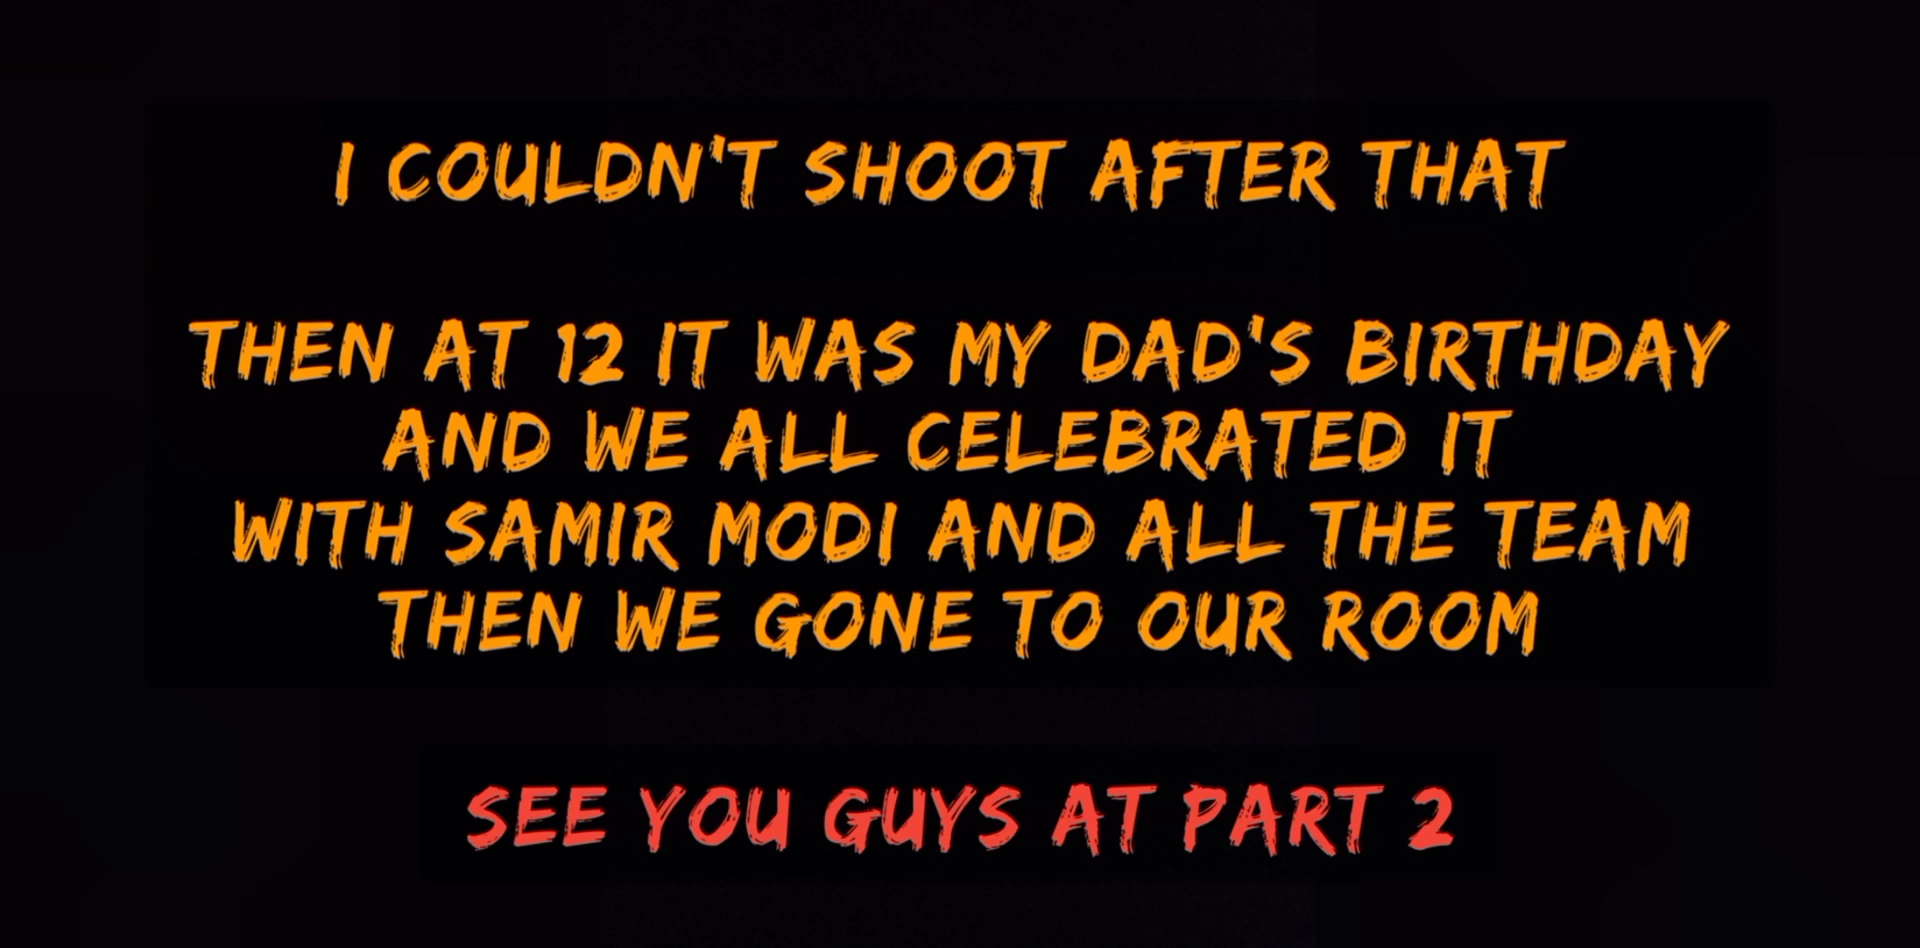 I COULDN'T SHOOT AFTER THAT
THEN AT 12 IT WAS MY DAD'S BIRTHDAY
AND WE ALL CELEBRATED IT
WITH SAMIR MODI AND ALL THE TEAM
THEN WE GONE TO OUR ROOM
SEE YOU GUYS AT PART 2